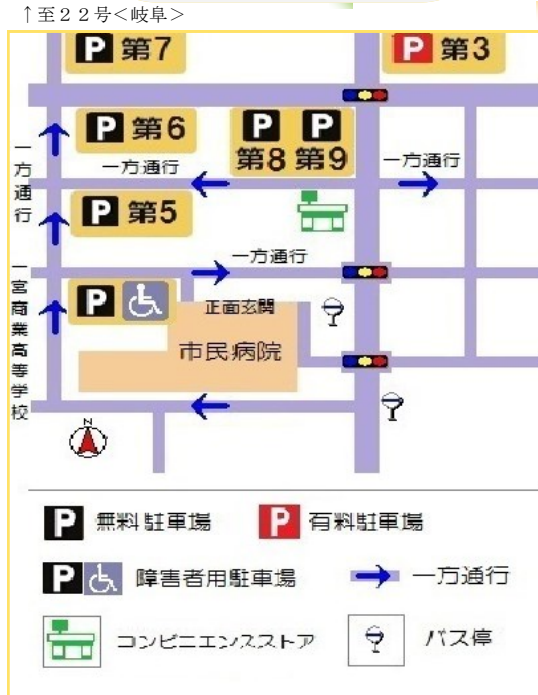 ↑至２２号＜岐阜＞
P 第7
P 第3
P 第6
P P
第8 第9
一方通行
一方通行
一方通行
P 第5
一方通行
P
正面玄関
市民病院
一宮商業高等学校
N
P 無料駐車場
P 有料駐車場
P 障害者用駐車場
一方通行
コンビニエンスストア
バス停